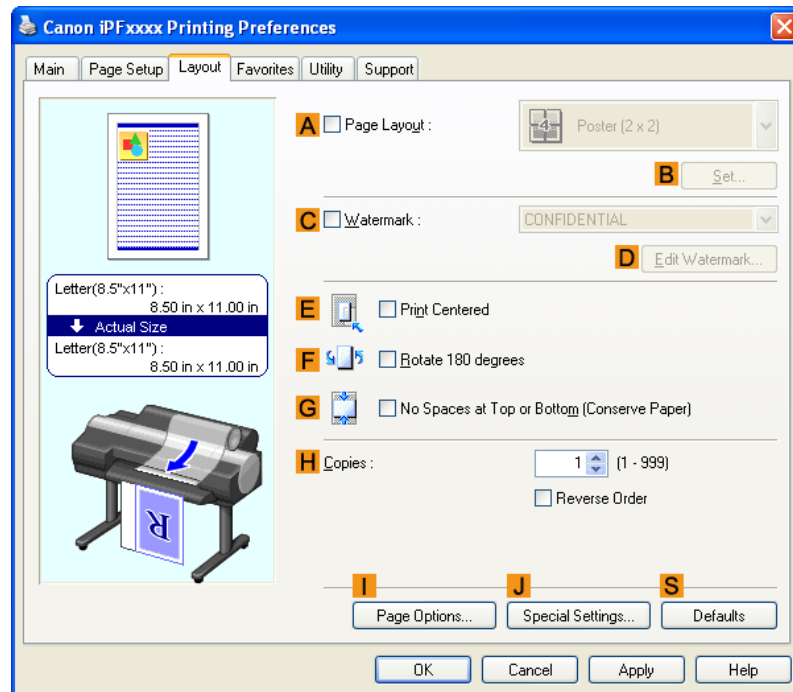 Canon iPFxxxx Printing Preferences
Main Page Setup Layout Favorites Utility Support
A Page Layout : 4 Poster (2 x 2)
B Set...
C Watermark : CONFIDENTIAL
D Edit Watermark...
Letter(8.5"x11") :
8.50 in x 11.00 in
Actual Size
Letter(8.5"x11") :
8.50 in x 11.00 in
E Print Centered
F Rotate 180 degrees
G No Spaces at Top or Bottom (Conserve Paper)
H Copies : 1 (1 - 999)
Reverse Order
R
I J S
Page Options... Special Settings... Defaults
OK Cancel Apply Help